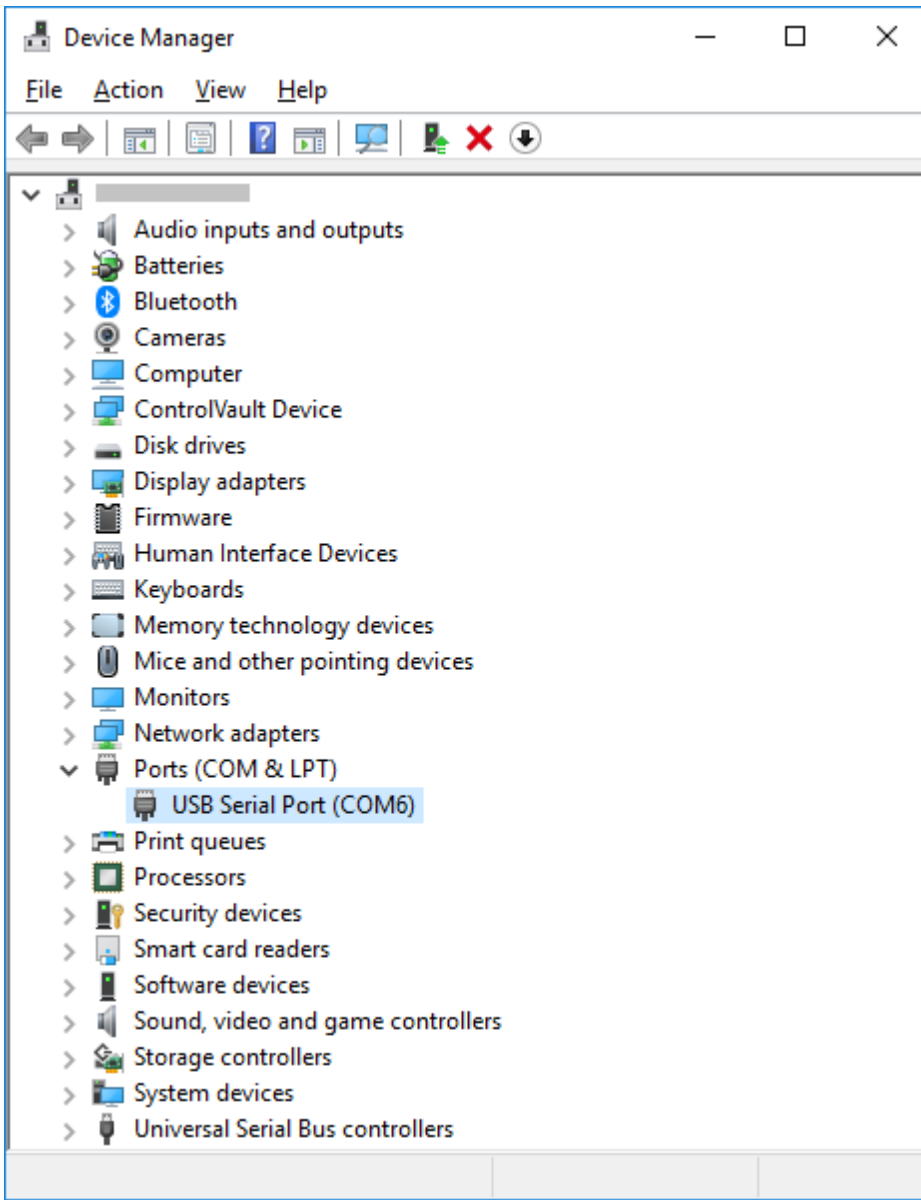 Device Manager
File Action View Help
Audio inputs and outputs
Batteries
Bluetooth
Cameras
Computer
ControlVault Device
Disk drives
Display adapters
Firmware
Human Interface Devices
Keyboards
Memory technology devices
Mice and other pointing devices
Monitors
Network adapters
Ports (COM & LPT)
USB Serial Port (COM6)
Print queues
Processors
Security devices
Smart card readers
Software devices
Sound, video and game controllers
Storage controllers
System devices
Universal Serial Bus controllers